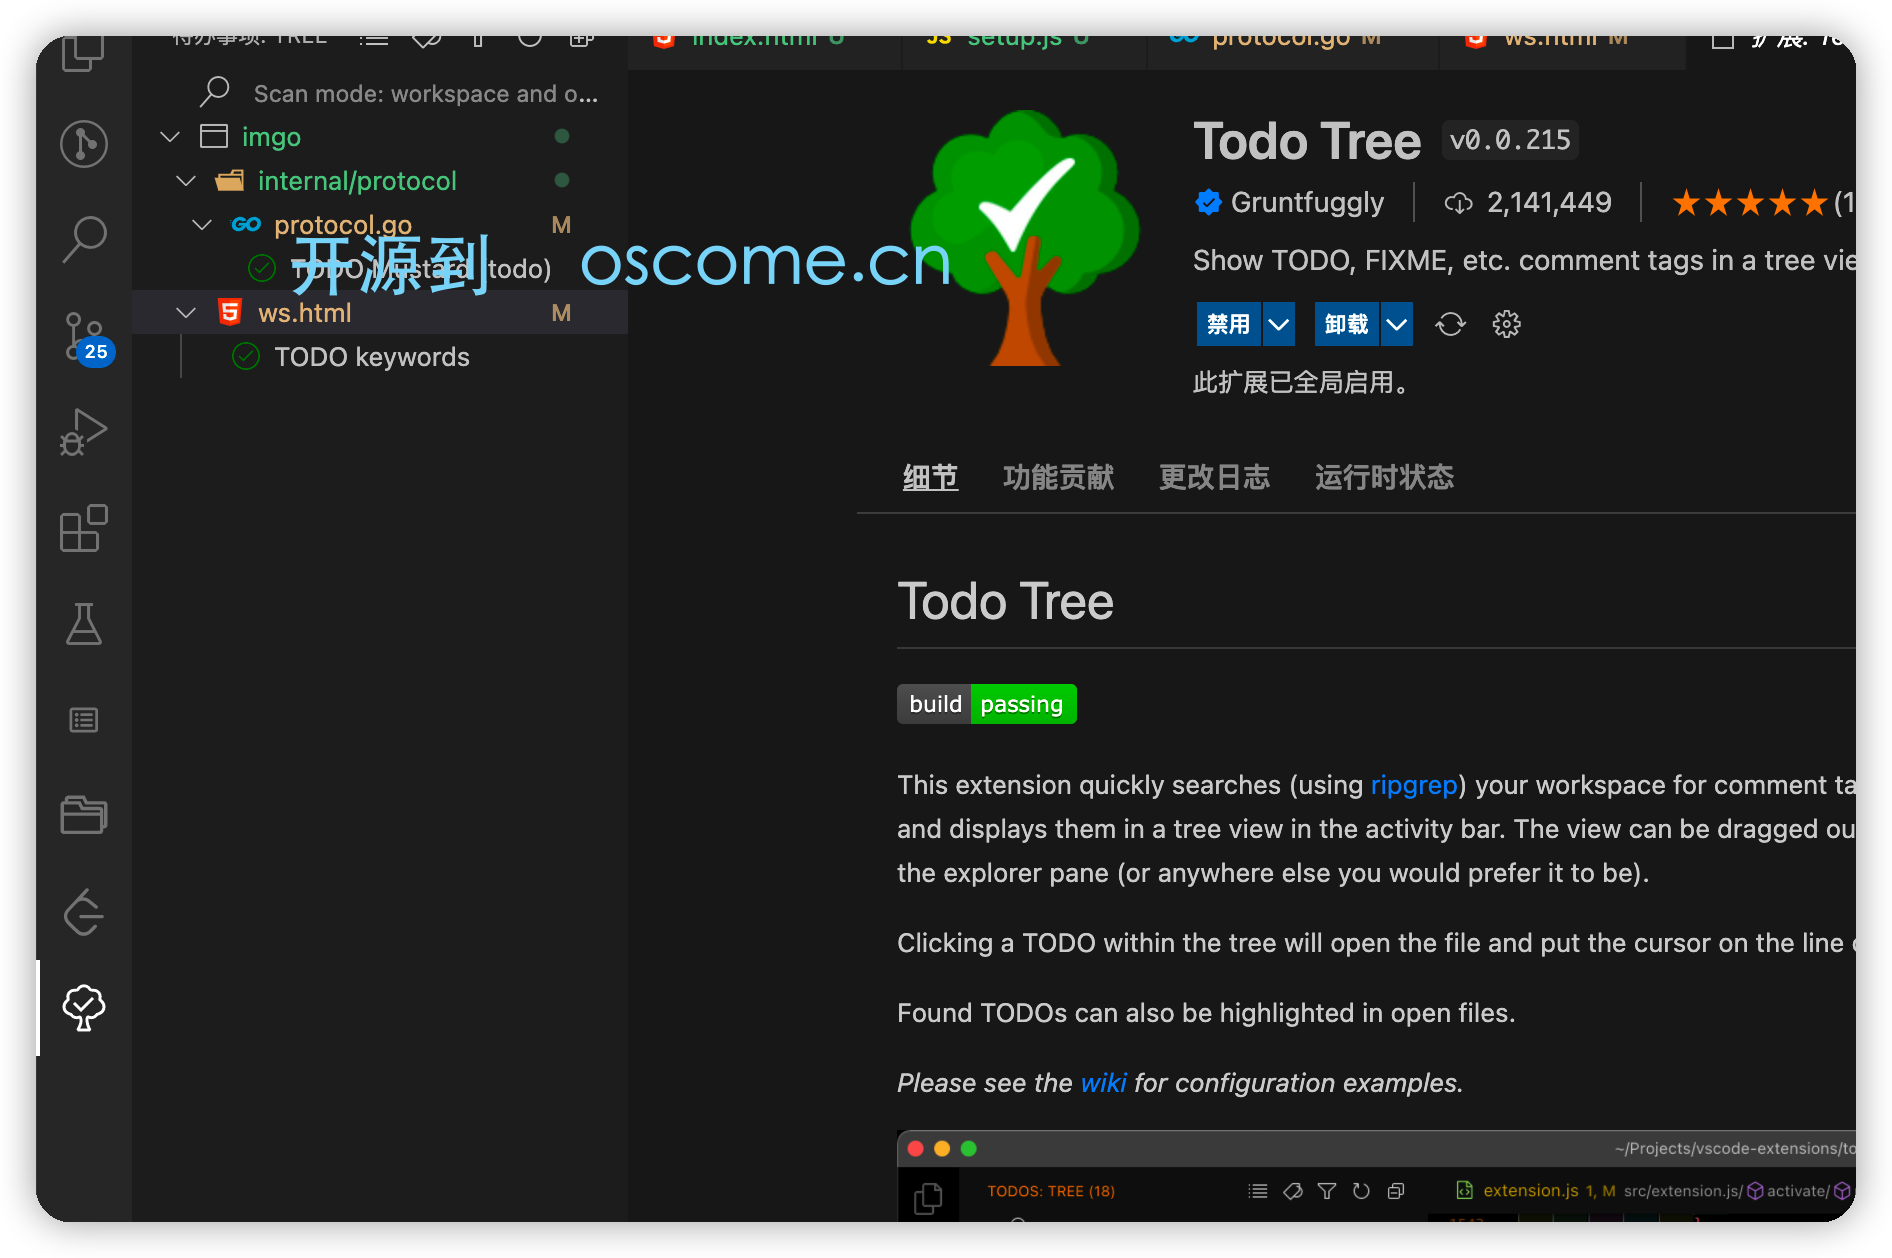 待办事项: TREE
Scan mode: workspace and o...
imgo
internal/protocol
protocol.go M
TODO Mustard(todo)
开源到 oscome.cn
ws.html M
TODO keywords
25
index.html U
setup.js U
protocol.go M
ws.html M
扩展: To
Todo Tree v0.0.215
Gruntfuggly 2,141,449 (1
Show TODO, FIXME, etc. comment tags in a tree vie
禁用 卸载
此扩展已全局启用。
细节 功能贡献 更改日志 运行时状态
Todo Tree
build passing
This extension quickly searches (using ripgrep) your workspace for comment ta
and displays them in a tree view in the activity bar. The view can be dragged ou
the explorer pane (or anywhere else you would prefer it to be).
Clicking a TODO within the tree will open the file and put the cursor on the line
Found TODOs can also be highlighted in open files.
Please see the wiki for configuration examples.
~/Projects/vscode-extensions/to
TODOS: TREE (18)
extension.js 1, M src/extension.js/ activate/